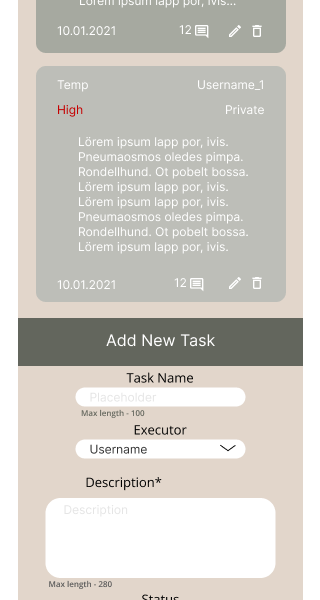 Lörem ipsum lapp por, ivis...
10.01.2021 12
Temp Username_1
High Private
Lörem ipsum lapp por, ivis.
Pneumaosmos oledes pimpa.
Rondellhund. Ot pobelt bossa.
Lörem ipsum lapp por, ivis.
Lörem ipsum lapp por, ivis.
Pneumaosmos oledes pimpa.
Rondellhund. Ot pobelt bossa.
Lörem ipsum lapp por, ivis.
10.01.2021 12
Add New Task
Task Name
Placeholder
Max length - 100
Executor
Username
Description*
Description
Max length - 280
Status